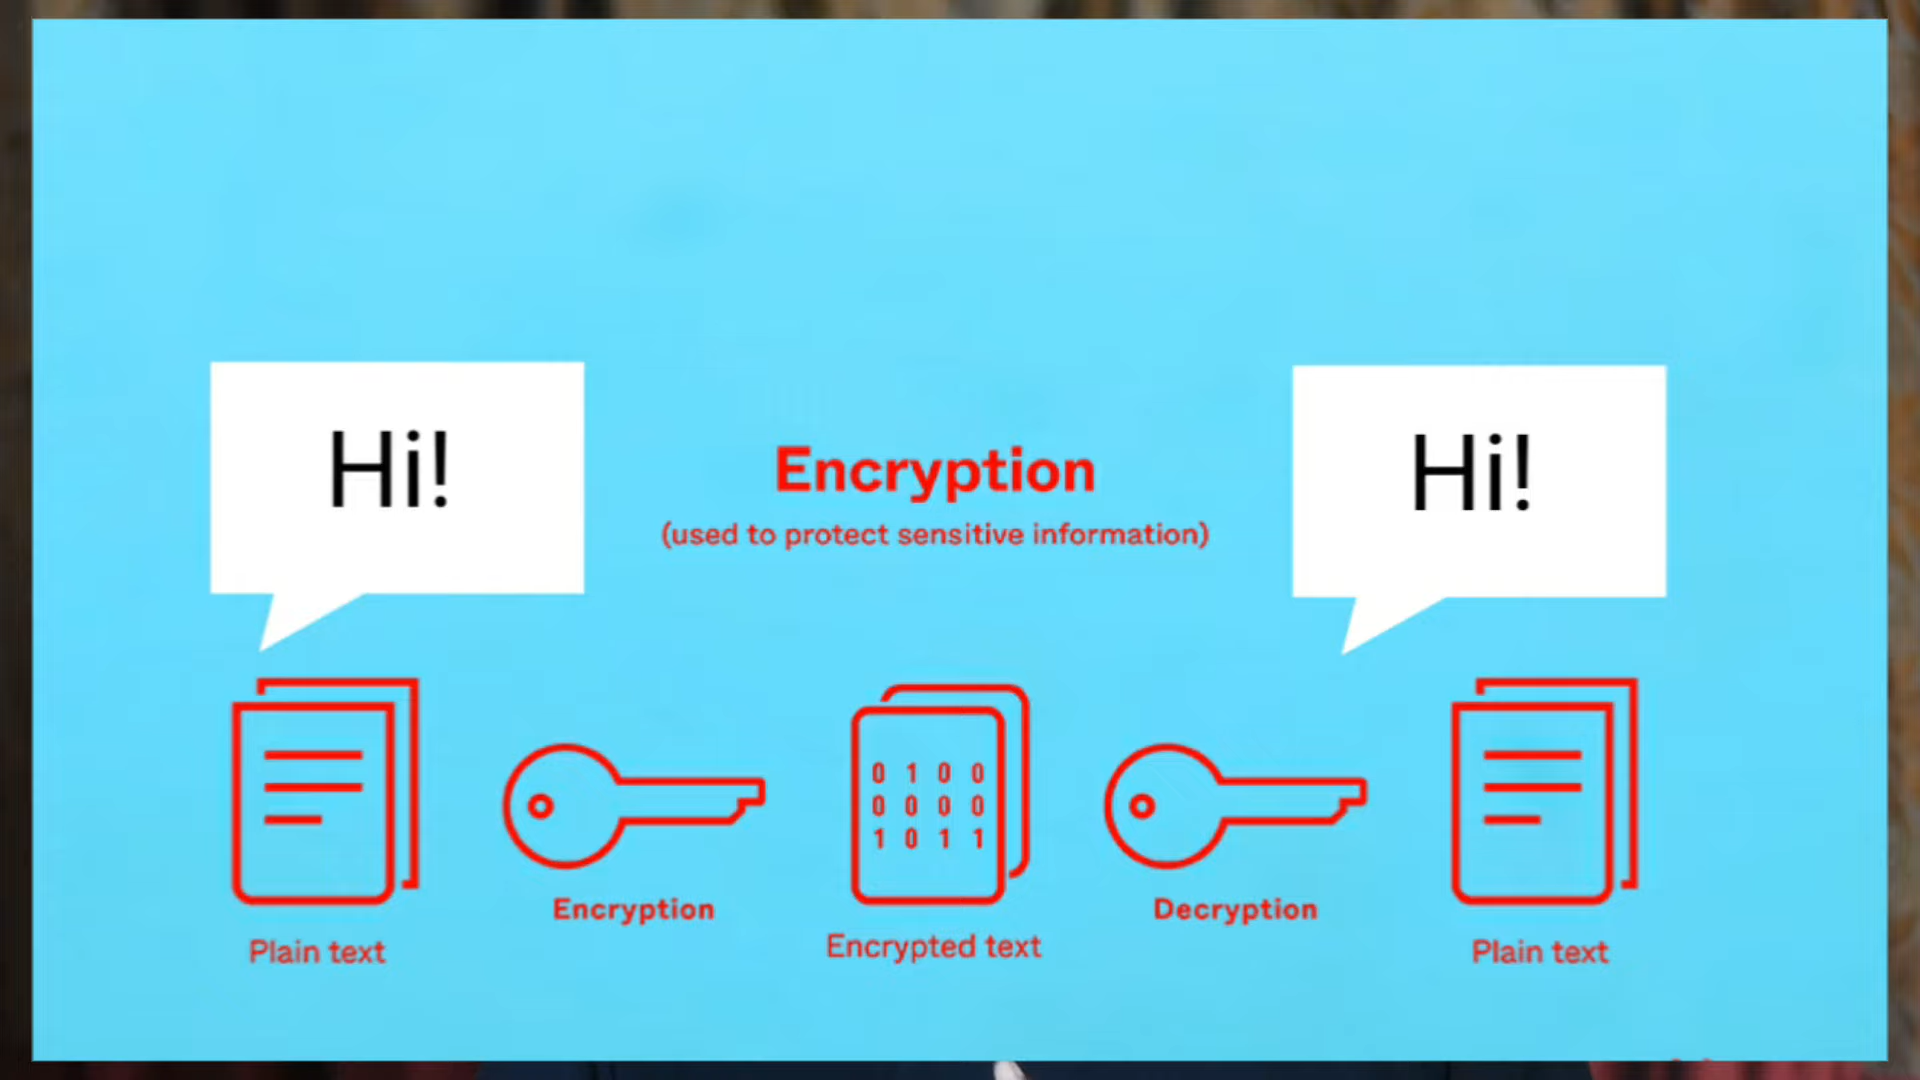 Hi!
Hi!
Encryption
(used to protect sensitive information)
0 1 0 0
0 0 0 0
1 0 1 1
Encryption
Decryption
Plain text
Encrypted text
Plain text